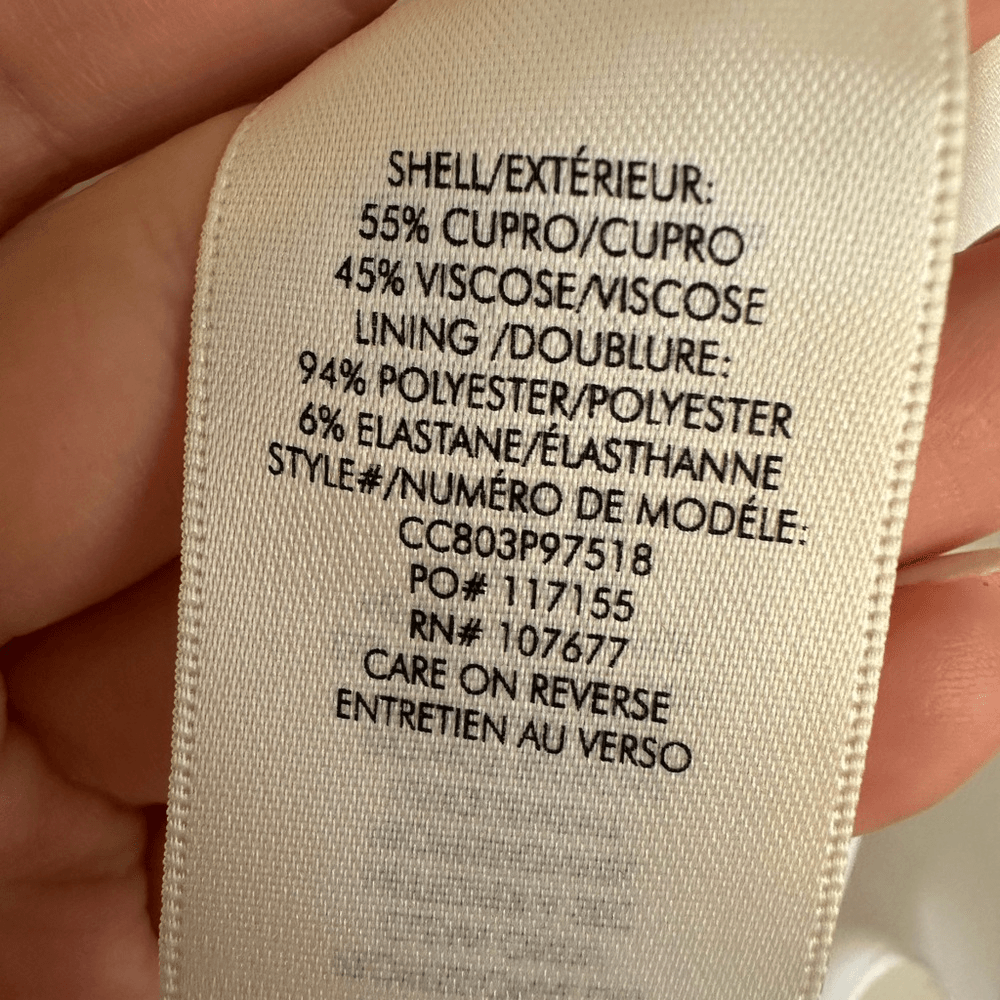 SHELL/EXTÉRIEUR:
55% CUPRO/CUPRO
45% VISCOSE/VISCOSE
LINING /DOUBLURE:
94% POLYESTER/POLYESTER
6% ELASTANE/ÉLASTHANNE
STYLE#/NUMÉRO DE MODÉLE:
CC803P97518
PO# 117155
RN# 107677
CARE ON REVERSE
ENTRETIEN AU VERSO